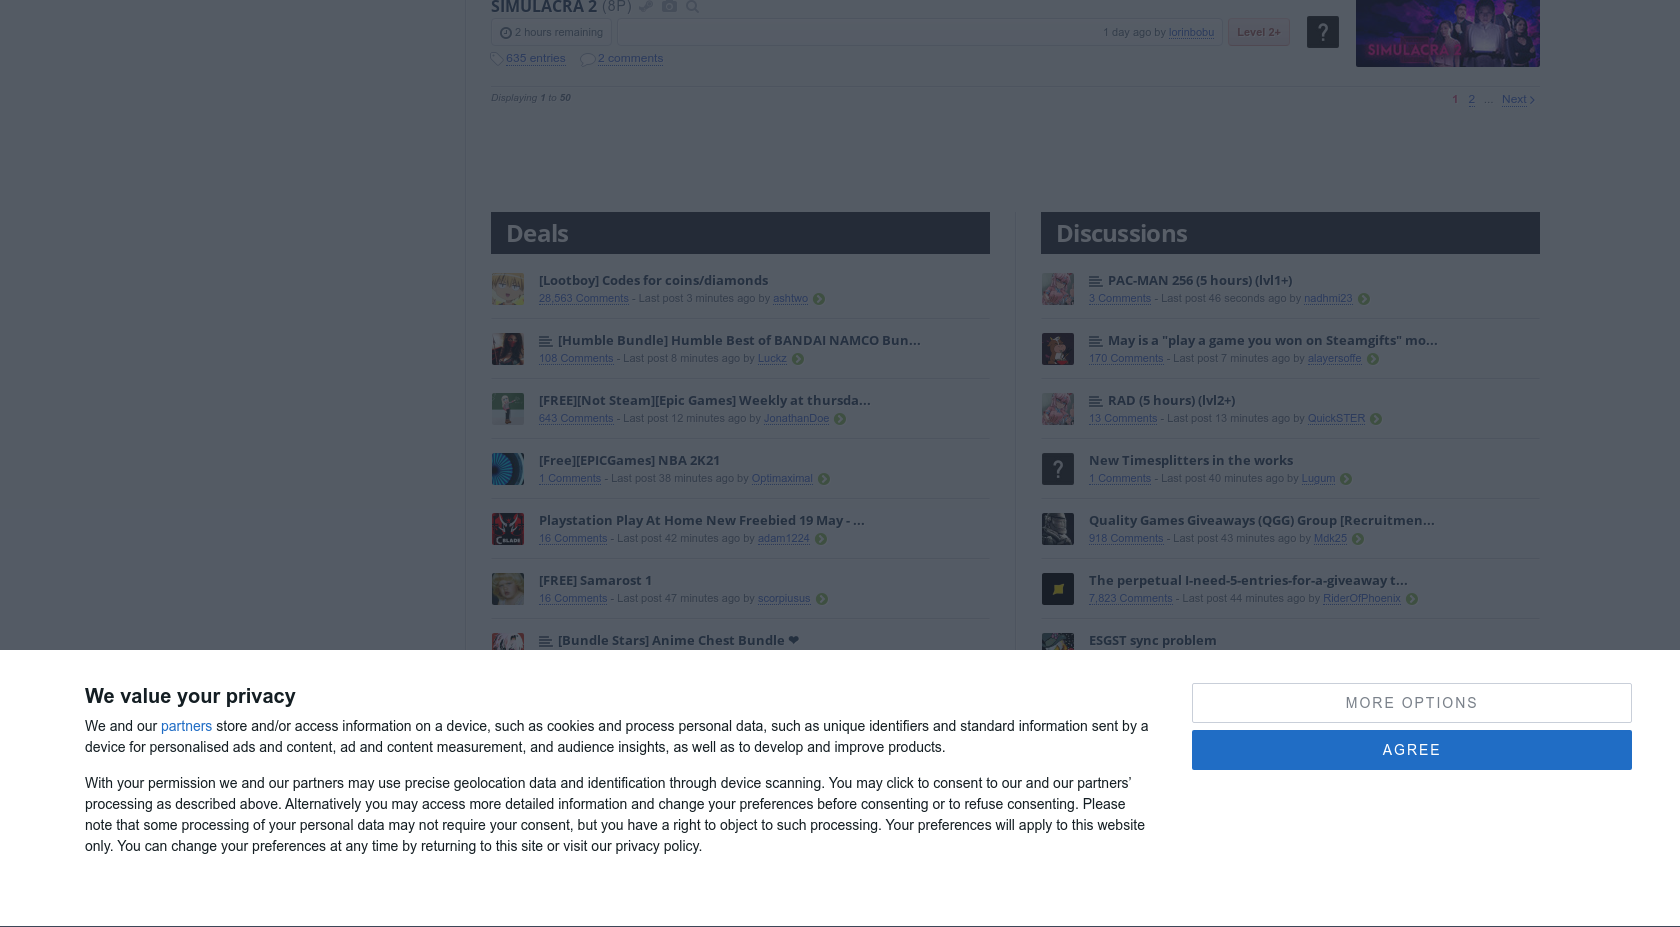 SIMULACRA 2 (8P)
2 hours remaining
1 day ago by lorinbobu
Level 2+
?
SIMULACRA 2
635 entries
2 comments
Displaying 1 to 50
1 2 ... Next
Deals
[Lootboy] Codes for coins/diamonds
28,563 Comments - Last post 3 minutes ago by ashtwo
[Humble Bundle] Humble Best of BANDAI NAMCO Bun...
108 Comments - Last post 8 minutes ago by Luckz
[FREE][Not Steam][Epic Games] Weekly at thursda...
643 Comments - Last post 12 minutes ago by JonathanDoe
[Free][EPICGames] NBA 2K21
1 Comments - Last post 38 minutes ago by Optimaximal
Playstation Play At Home New Freebied 19 May - ...
16 Comments - Last post 42 minutes ago by adam1224
[FREE] Samarost 1
16 Comments - Last post 47 minutes ago by scorpiusus
[Bundle Stars] Anime Chest Bundle ❤
Discussions
PAC-MAN 256 (5 hours) (lvl1+)
3 Comments - Last post 46 seconds ago by nadhmi23
May is a "play a game you won on Steamgifts" mo...
170 Comments - Last post 7 minutes ago by alayersoffe
RAD (5 hours) (lvl2+)
13 Comments - Last post 13 minutes ago by QuickSTER
?
New Timesplitters in the works
1 Comments - Last post 40 minutes ago by Lugum
Quality Games Giveaways (QGG) Group [Recruitmen...
918 Comments - Last post 43 minutes ago by Mdk25
The perpetual I-need-5-entries-for-a-giveaway t...
7,823 Comments - Last post 44 minutes ago by RiderOfPhoenix
ESGST sync problem
We value your privacy
We and our partners store and/or access information on a device, such as cookies and process personal data, such as unique identifiers and standard information sent by a
device for personalised ads and content, ad and content measurement, and audience insights, as well as to develop and improve products.
With your permission we and our partners may use precise geolocation data and identification through device scanning. You may click to consent to our and our partners’
processing as described above. Alternatively you may access more detailed information and change your preferences before consenting or to refuse consenting. Please
note that some processing of your personal data may not require your consent, but you have a right to object to such processing. Your preferences will apply to this website
only. You can change your preferences at any time by returning to this site or visit our privacy policy.
MORE OPTIONS
AGREE